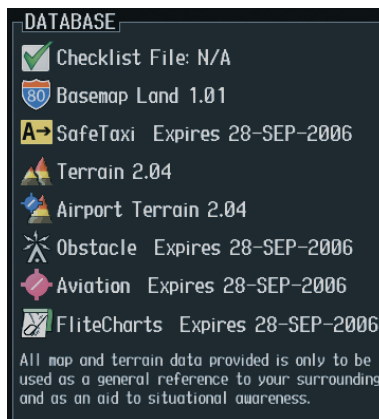 DATABASE
Checklist File: N/A
80 Basemap Land 1.01
A→ SafeTaxi Expires 28-SEP-2006
Terrain 2.04
Airport Terrain 2.04
Obstacle Expires 28-SEP-2006
Aviation Expires 28-SEP-2006
FliteCharts Expires 28-SEP-2006
All map and terrain data provided is only to be
used as a general reference to your surrounding
and as an aid to situational awareness.